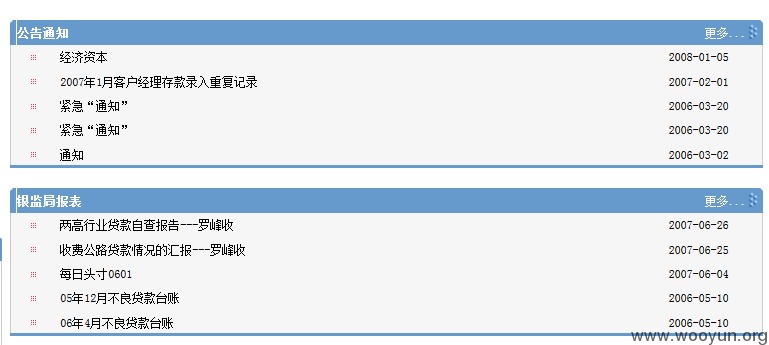 公告通知 更多...
经济资本 2008-01-05
2007年1月客户经理存款录入重复记录 2007-02-01
紧急“通知” 2006-03-20
紧急“通知” 2006-03-20
通知 2006-03-02
银监局报表 更多...
两高行业贷款自查报告---罗峰收 2007-06-26
收费公路贷款情况的汇报---罗峰收 2007-06-25
每日头寸0601 2007-06-04
05年12月不良贷款台账 2006-05-10
06年4月不良贷款台账 2006-05-10
www.wooyun.org